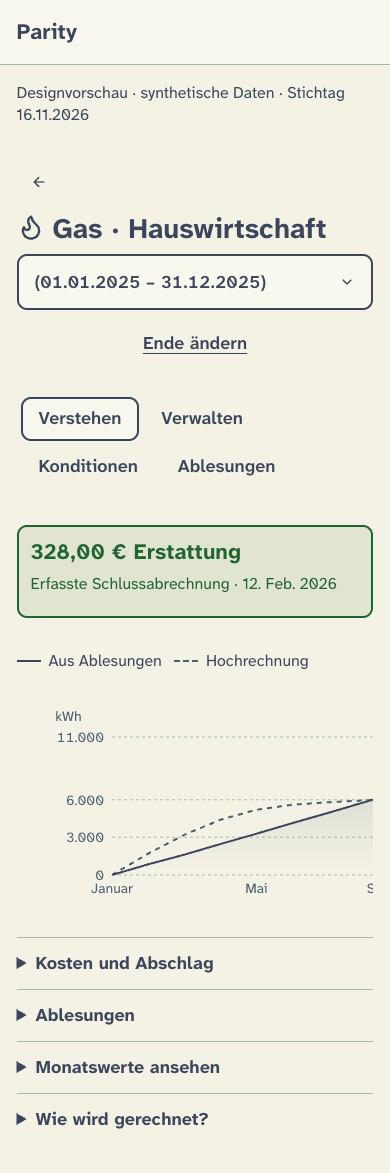 Parity
Designvorschau · synthetische Daten · Stichtag
16.11.2026
←
Gas · Hauswirtschaft
(01.01.2025 – 31.12.2025)
Ende ändern
Verstehen Verwalten
Konditionen Ablesungen
328,00 € Erstattung
Erfasste Schlussabrechnung · 12. Feb. 2026
Aus Ablesungen Hochrechnung
kWh
11.000
6.000
3.000
0
Januar Mai S
Kosten und Abschlag
Ablesungen
Monatswerte ansehen
Wie wird gerechnet?